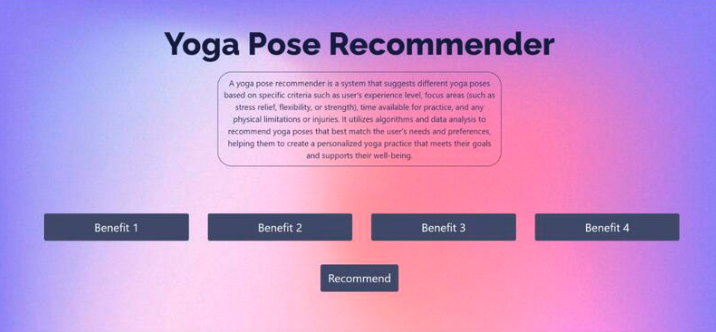 Yoga Pose Recommender
A yoga pose recommender is a system that suggests different yoga poses
based on specific criteria such as user's experience level, focus areas (such as
stress relief, flexibility, or strength), time available for practice, and any
physical limitations or injuries. It utilizes algorithms and data analysis to
recommend yoga poses that best match the user's needs and preferences,
helping them to create a personalized yoga practice that meets their goals
and supports their well-being.
Benefit 1
Benefit 2
Benefit 3
Benefit 4
Recommend